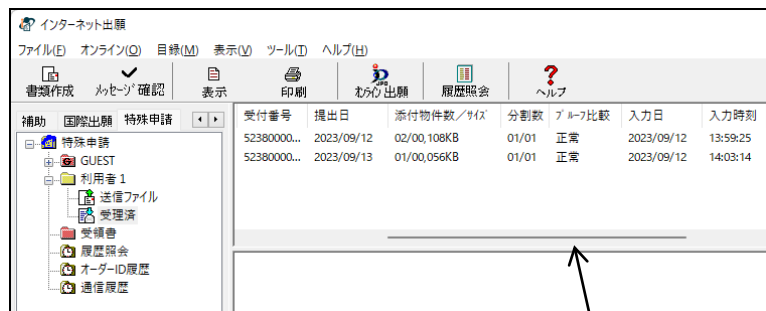 インターネット出願
ファイル(F) オンライン(O) 目録(M) 表示(V) ツール(T) ヘルプ(H)
書類作成 メッセージ確認 表示 印刷 オンライン出願 履歴照会 ヘルプ
補助 国際出願 特殊申請
受付番号 提出日 添付物件数／サイズ 分割数 プルーフ比較 入力日 入力時刻
52380000... 2023/09/12 02/00,108KB 01/01 正常 2023/09/12 13:59:25
52380000... 2023/09/13 01/00,056KB 01/01 正常 2023/09/12 14:03:14
特殊申請
GUEST
利用者１
送信ファイル
受理済
受領書
履歴照会
オーダーID履歴
通信履歴